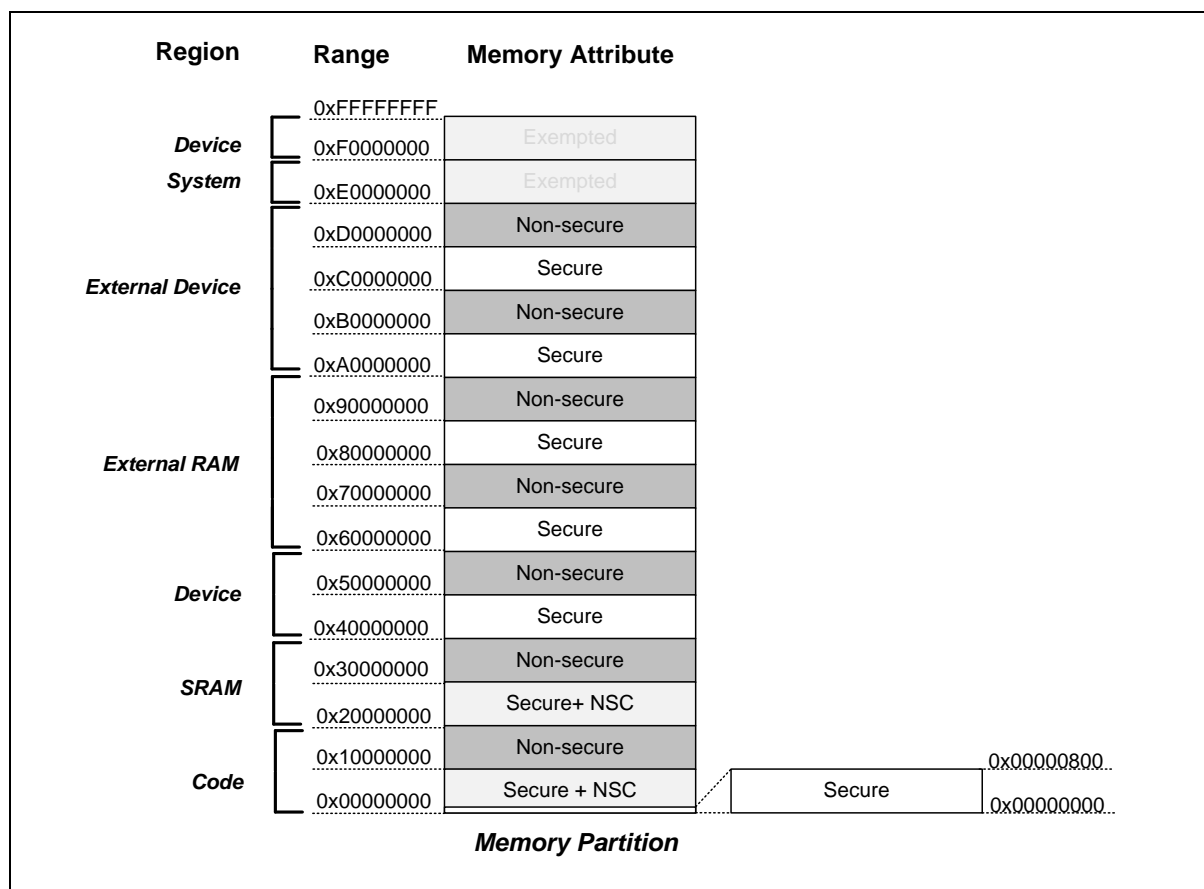 Region Range Memory Attribute
0xFFFFFFFF
Device 0xF0000000 Exempted
System 0xE0000000 Exempted
0xD0000000 Non-secure
External Device 0xC0000000 Secure
0xB0000000 Non-secure
0xA0000000 Secure
0x90000000 Non-secure
External RAM 0x80000000 Secure
0x70000000 Non-secure
0x60000000 Secure
Device 0x50000000 Non-secure
0x40000000 Secure
0x30000000 Non-secure
SRAM 0x20000000 Secure+ NSC
0x10000000 Non-secure
0x00000800
Code 0x00000000 Secure + NSC Secure 0x00000000
Memory Partition